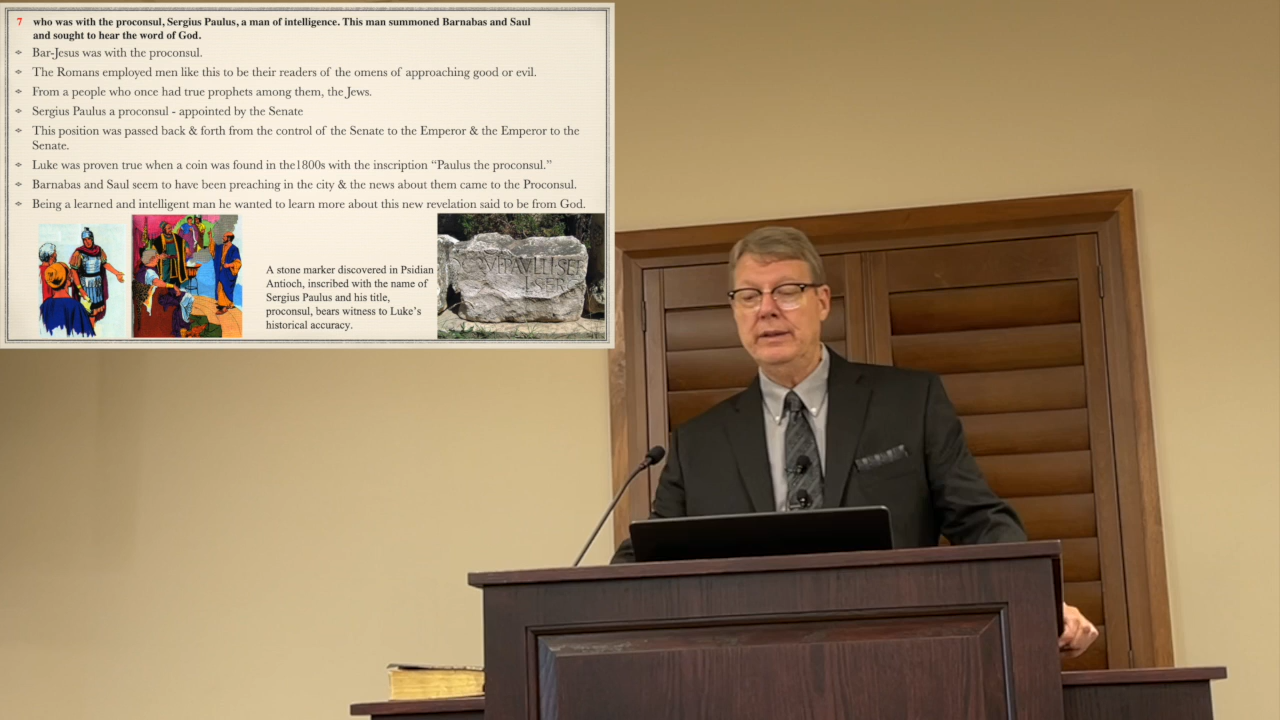 7 who was with the proconsul, Sergius Paulus, a man of intelligence. This man summoned Barnabas and Saul
and sought to hear the word of God.
Bar-Jesus was with the proconsul.
The Romans employed men like this to be their readers of the omens of approaching good or evil.
From a people who once had true prophets among them, the Jews.
Sergius Paulus a proconsul - appointed by the Senate
This position was passed back & forth from the control of the Senate to the Emperor & the Emperor to the
Senate.
Luke was proven true when a coin was found in the1800s with the inscription “Paulus the proconsul.”
Barnabas and Saul seem to have been preaching in the city & the news about them came to the Proconsul.
Being a learned and intelligent man he wanted to learn more about this new revelation said to be from God.
A stone marker discovered in Psidian
Antioch, inscribed with the name of
Sergius Paulus and his title,
proconsul, bears witness to Luke’s
historical accuracy.